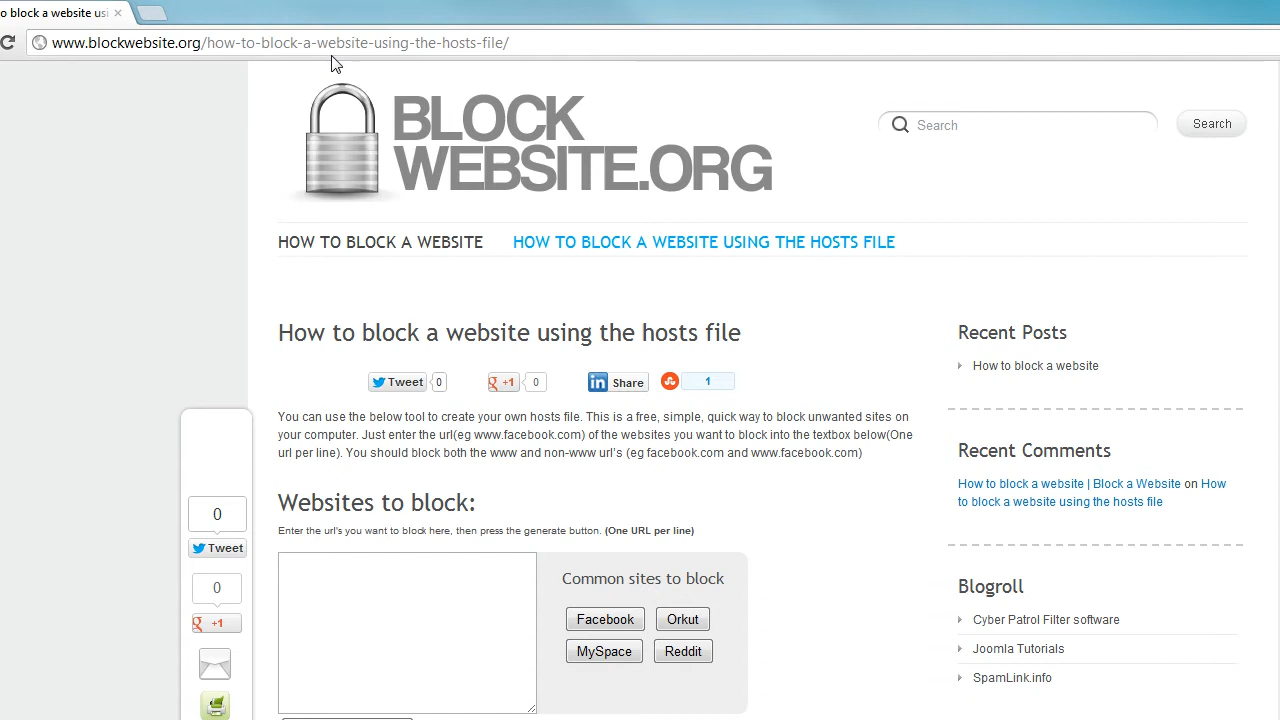 o block a website usi
www.blockwebsite.org/how-to-block-a-website-using-the-hosts-file/
BLOCK
WEBSITE.ORG
Search
Search
HOW TO BLOCK A WEBSITE
HOW TO BLOCK A WEBSITE USING THE HOSTS FILE
How to block a website using the hosts file
Tweet 0
+1 0
in Share
1
You can use the below tool to create your own hosts file. This is a free, simple, quick way to block unwanted sites on
your computer. Just enter the url(eg www.facebook.com) of the websites you want to block into the textbox below(One
url per line). You should block both the www and non-www url's (eg facebook.com and www.facebook.com)
Websites to block:
Enter the url's you want to block here, then press the generate button. (One URL per line)
Common sites to block
Facebook
Orkut
MySpace
Reddit
0
Tweet
0
g +1
Recent Posts
How to block a website
Recent Comments
How to block a website | Block a Website on How
to block a website using the hosts file
Blogroll
Cyber Patrol Filter software
Joomla Tutorials
SpamLink.info